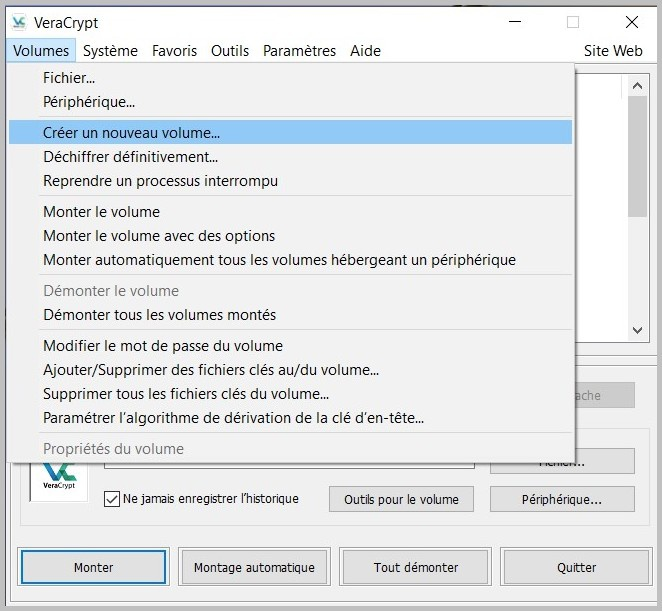 VeraCrypt
Volumes Système Favoris Outils Paramètres Aide Site Web
Fichier...
Périphérique...
Créer un nouveau volume...
Déchiffrer définitivement...
Reprendre un processus interrompu
Monter le volume
Monter le volume avec des options
Monter automatiquement tous les volumes hébergeant un périphérique
Démonter le volume
Démonter tous les volumes montés
Modifier le mot de passe du volume
Ajouter/Supprimer des fichiers clés au/du volume...
Supprimer tous les fichiers clés du volume...
Paramétrer l'algorithme de dérivation de la clé d'en-tête...
Propriétés du volume
Fichier...
VeraCrypt
Ne jamais enregistrer l'historique Outils pour le volume Périphérique...
Monter Montage automatique Tout démonter Quitter